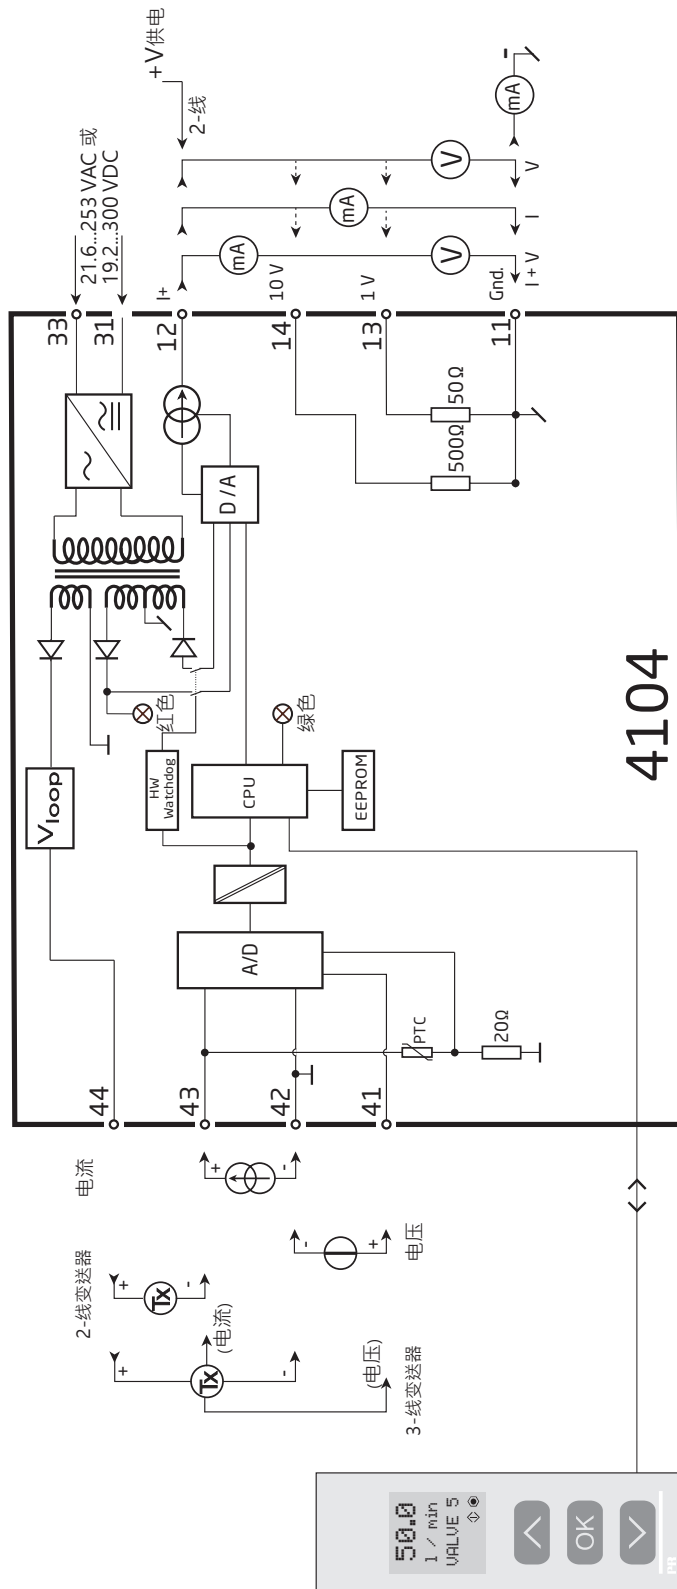 电流
2-线变送器
+
-
Tx
+
-
Tx
(电流)
(电压)
3-线变送器
+
-
-
+
电压
44
43
42
41
Vloop
A/D
PTC
20Ω
HW
Watchdog
CPU
EEPROM
红色
绿色
D/A
500Ω
50Ω
33
31
12
14
13
11
21.6...253 VAC 或
19.2...300 VDC
+V供电
2-线
I+
10 V
1 V
Gnd.
mA
V
I + V
mA
I
V
V
mA
-
4104
50.0
l / min
VALVE 5
OK
PR